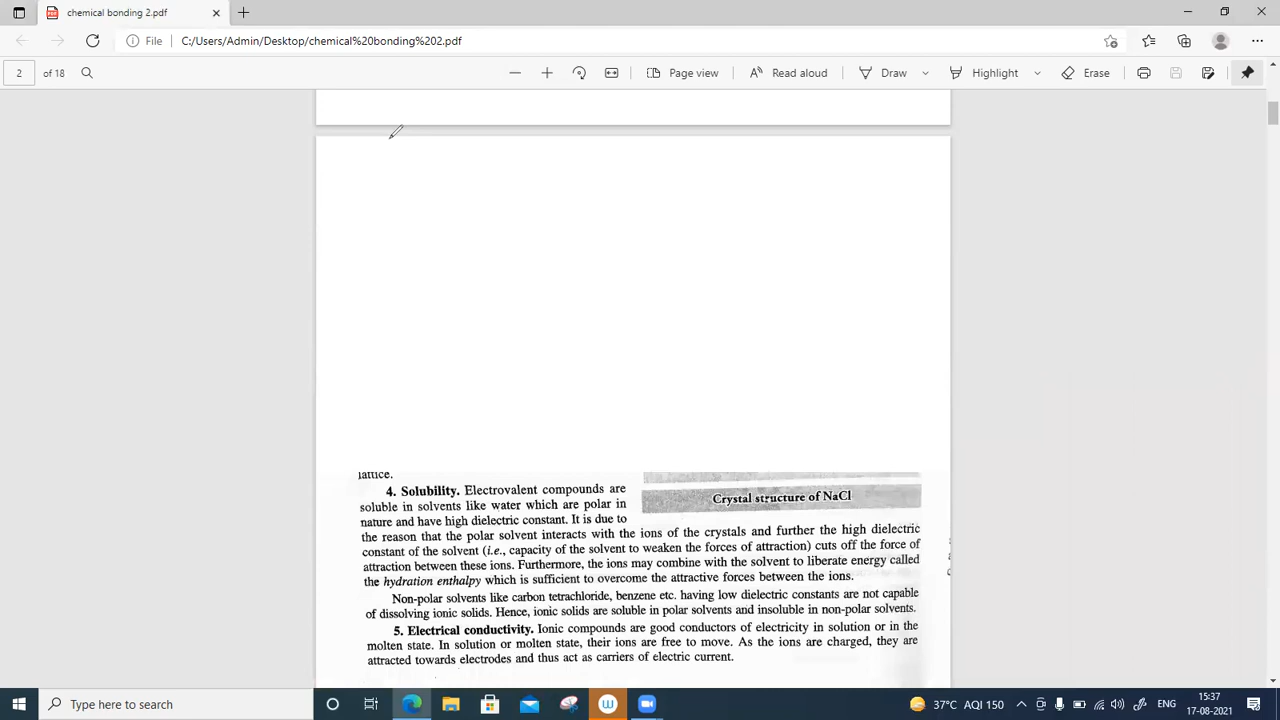 chemical bonding 2.pdf
File C:/Users/Admin/Desktop/chemical%20bonding%202.pdf
2 of 18 Page view Read aloud Draw Highlight Erase
lattice.
4. Solubility. Electrovalent compounds are
soluble in solvents like water which are polar in
nature and have high dielectric constant. It is due to
Crystal structure of NaCl
the reason that the polar solvent interacts with the ions of the crystals and further the high dielectric
constant of the solvent (i.e., capacity of the solvent to weaken the forces of attraction) cuts off the force of
attraction between these ions. Furthermore, the ions may combine with the solvent to liberate energy called
the hydration enthalpy which is sufficient to overcome the attractive forces between the ions.
Non-polar solvents like carbon tetrachloride, benzene etc. having low dielectric constants are not capable
of dissolving ionic solids. Hence, ionic solids are soluble in polar solvents and insoluble in non-polar solvents.
5. Electrical conductivity. Ionic compounds are good conductors of electricity in solution or in the
molten state. In solution or molten state, their ions are free to move. As the ions are charged, they are
attracted towards electrodes and thus act as carriers of electric current.
Type here to search
37°C AQI 150 ENG 15:37
17-08-2021